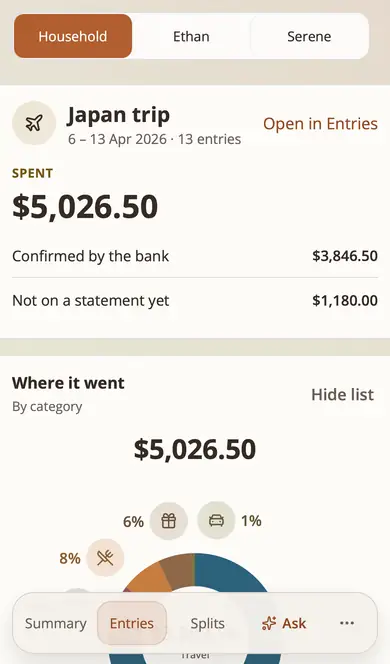 Household
Ethan
Serene
Japan trip
6 – 13 Apr 2026 · 13 entries
Open in Entries
SPENT
$5,026.50
Confirmed by the bank
$3,846.50
Not on a statement yet
$1,180.00
Where it went
By category
Hide list
$5,026.50
6%
1%
8%
Summary
Entries
Splits
Ask
Travel